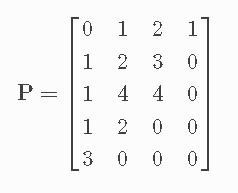 0 1 2 1
1 2 3 0
P = 1 4 4 0
1 2 0 0
3 0 0 0